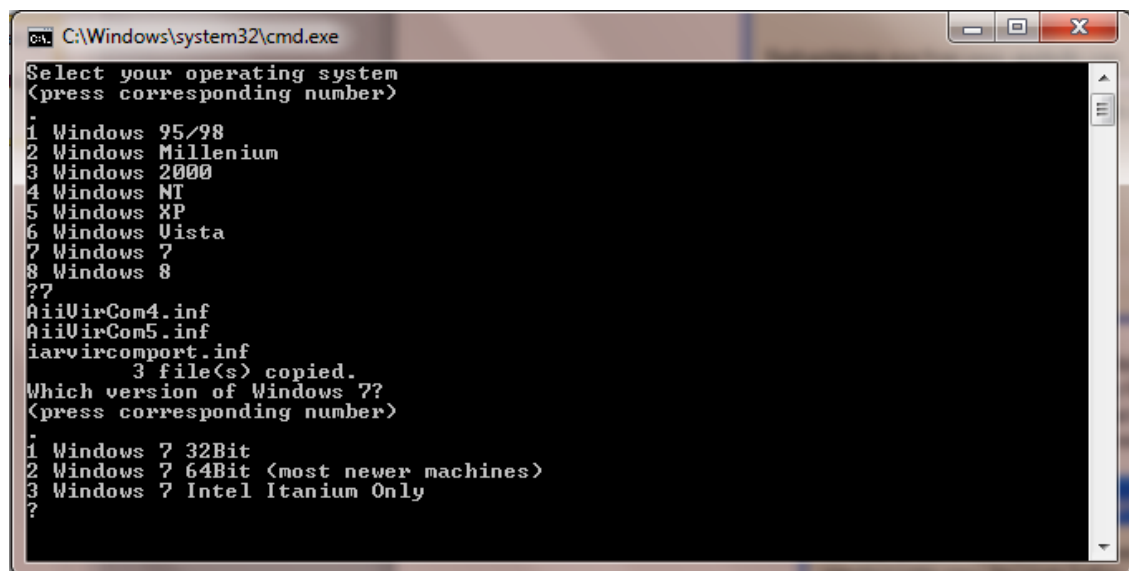 C:\Windows\system32\cmd.exe
Select your operating system
(press corresponding number)
.
1 Windows 95/98
2 Windows Millenium
3 Windows 2000
4 Windows NT
5 Windows XP
6 Windows Vista
7 Windows 7
8 Windows 8
?7
AiiVirCom4.inf
AiiVirCom5.inf
iarvircomport.inf
3 file(s) copied.
Which version of Windows 7?
(press corresponding number)
.
1 Windows 7 32Bit
2 Windows 7 64Bit (most newer machines)
3 Windows 7 Intel Itanium Only
?